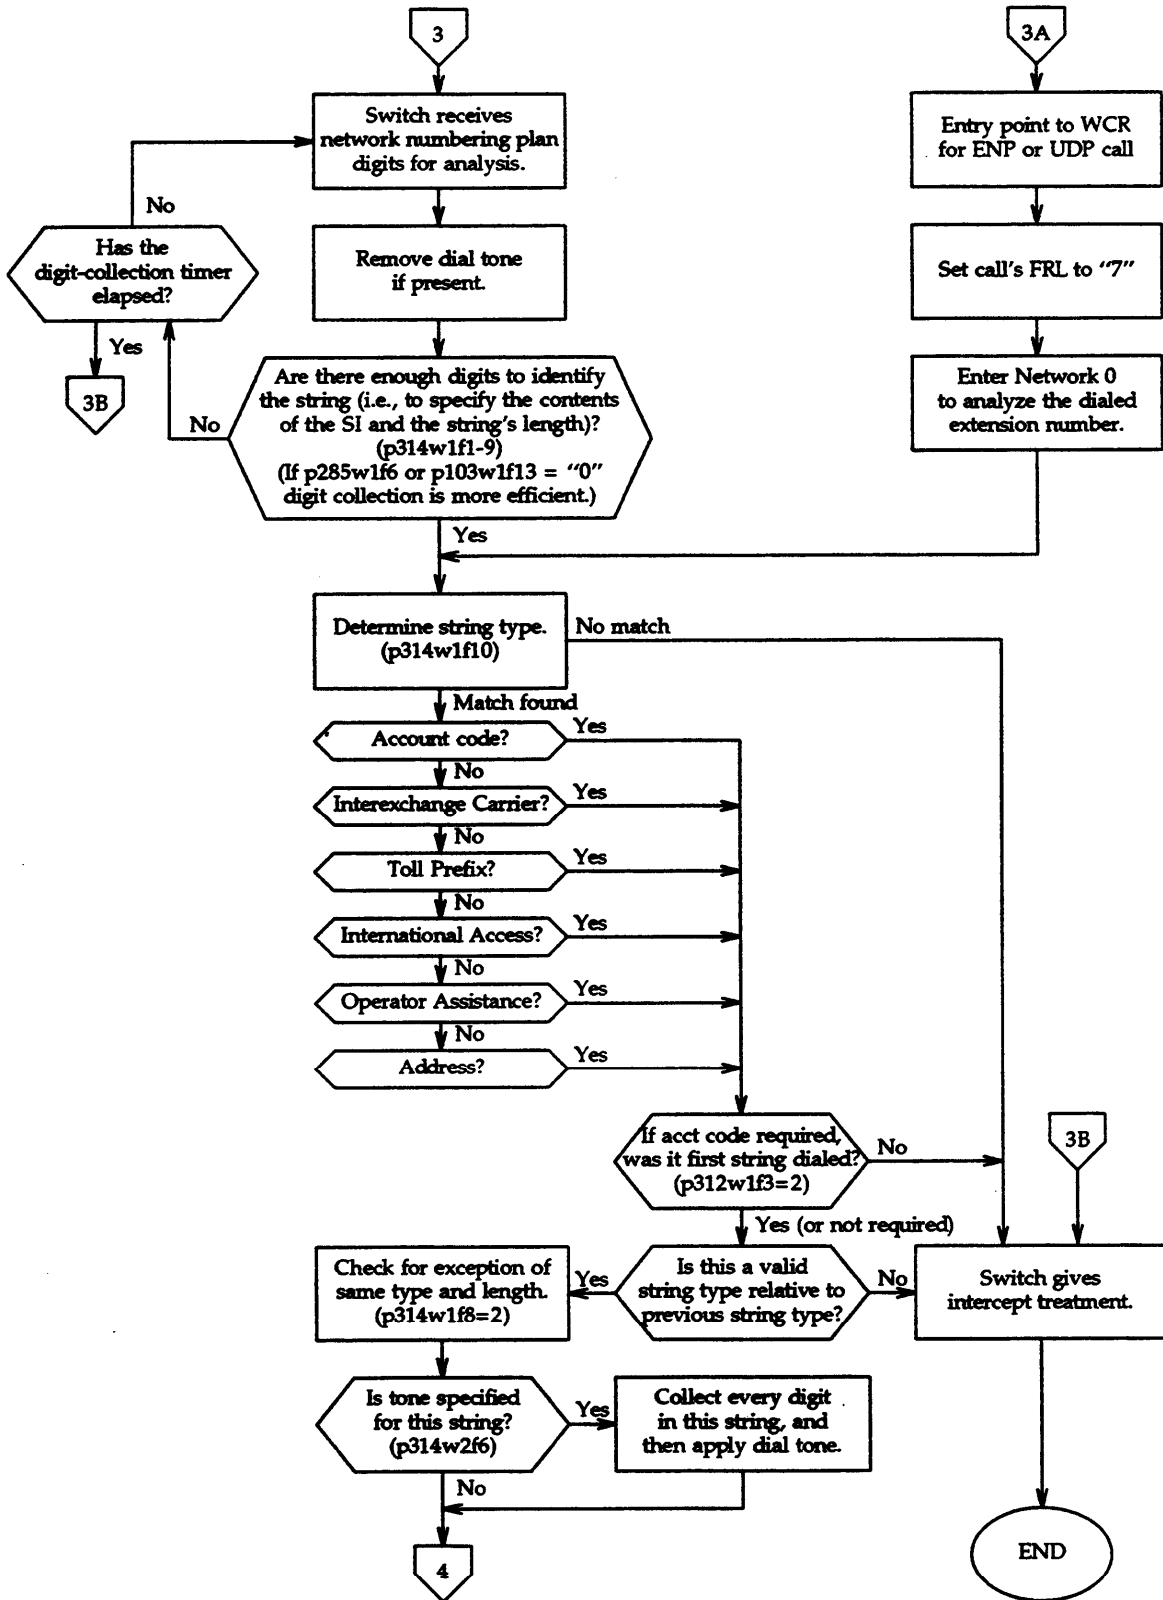 3
3A
Switch receives
network numbering plan
digits for analysis.
Entry point to WCR
for ENP or UDP call
No
Has the
digit-collection timer
elapsed?
Remove dial tone
if present.
Set call's FRL to "7"
Yes
3B
No
Are there enough digits to identify
the string (i.e., to specify the contents
of the SI and the string's length)?
(p314w1f1-9)
(If p285w1f6 or p103w1f13 = "0"
digit collection is more efficient.)
Enter Network 0
to analyze the dialed
extension number.
Yes
Determine string type.
(p314w1f10)
No match
Match found
Account code?
Yes
No
Interexchange Carrier?
Yes
No
Toll Prefix?
Yes
No
International Access?
Yes
No
Operator Assistance?
Yes
No
Address?
Yes
If acct code required,
was it first string dialed?
(p312w1f3=2)
No
3B
Yes (or not required)
Check for exception of
same type and length.
(p314w1f8=2)
Yes
Is this a valid
string type relative to
previous string type?
No
Switch gives
intercept treatment.
Is tone specified
for this string?
(p314w2f6)
Yes
Collect every digit
in this string, and
then apply dial tone.
No
4
END